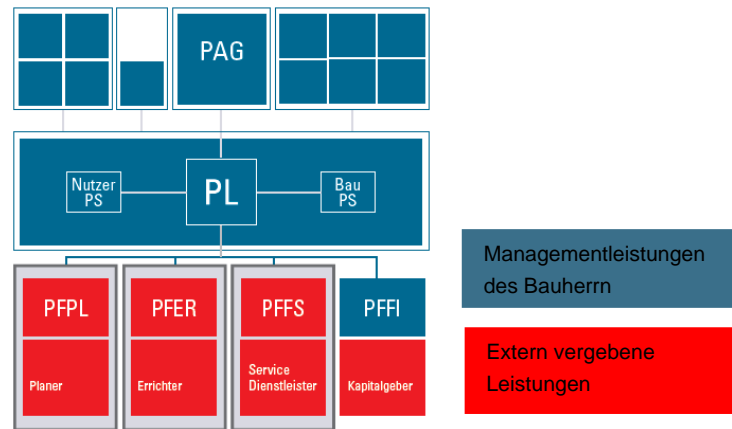 PAG
Nutzer
PS
PL
Bau
PS
PFPL
PFER
PFFS
PFFI
Planer
Errichter
Service
Dienstleister
Kapitalgeber
Managementleistungen
des Bauherrn
Extern vergebene
Leistungen